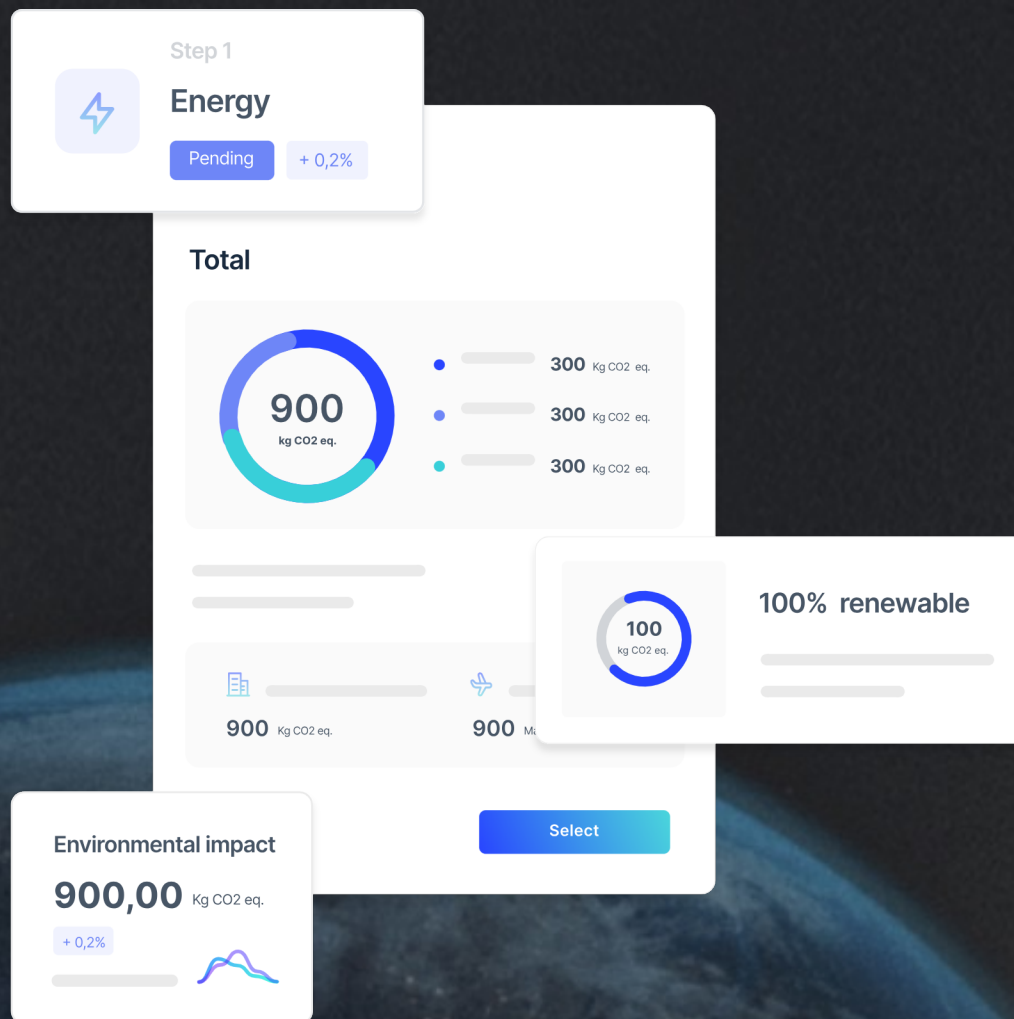 Step 1
Energy
Pending
+ 0,2%
Total
900
kg CO2 eq.
300 Kg CO2 eq.
300 Kg CO2 eq.
300 Kg CO2 eq.
100
kg CO2 eq.
100% renewable
900 Kg CO2 eq.
900
Select
Environmental impact
900,00 Kg CO2 eq.
+ 0,2%